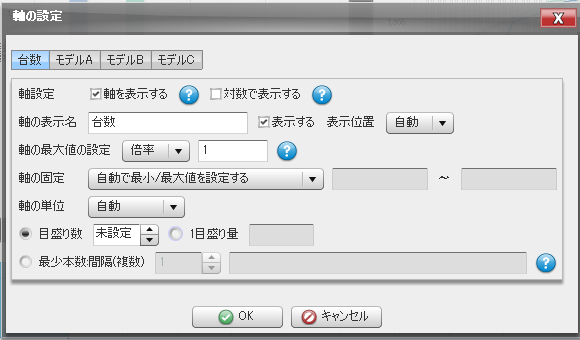 軸の設定
台数 モデルA モデルB モデルC
軸設定 軸を表示する ? 対数で表示する ?
軸の表示名 台数 表示する 表示位置 自動
軸の最大値の設定 倍率 1 ?
軸の固定 自動で最小/最大値を設定する ～
軸の単位 自動
目盛り数 未設定 1目盛り量
最少本数:間隔(複数) 1 ?
OK キャンセル